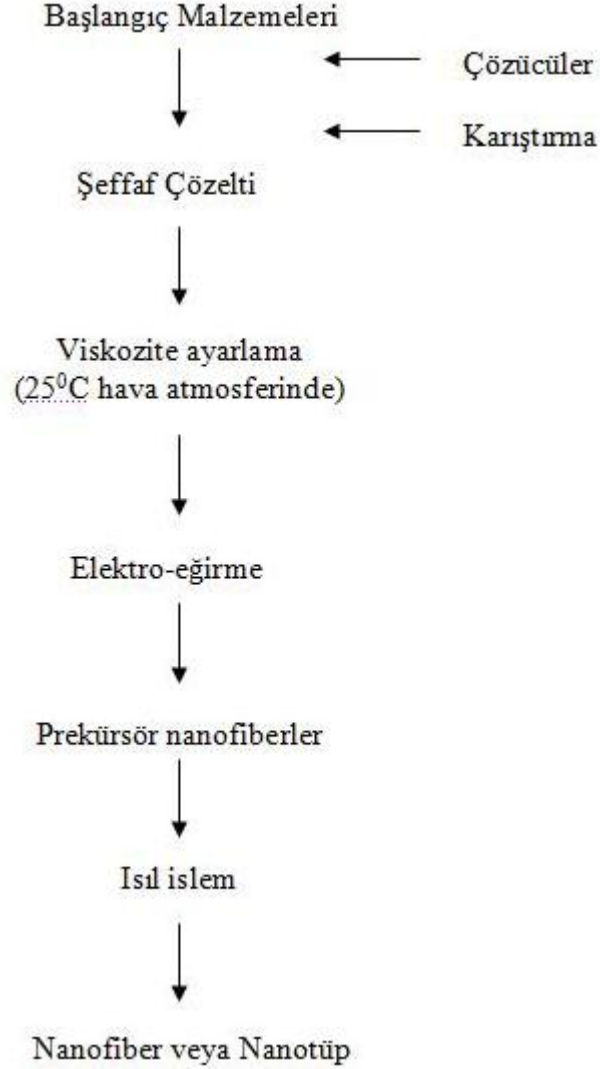 Başlangıç Malzemeleri
Çözücüler
Karıştırma
Şeffaf Çözelti
Viskozite ayarlama
(25⁰C hava atmosferinde)
Elektro-eğirme
Prekürsör nanofiberler
Isıl islem
Nanofiber veya Nanotüp